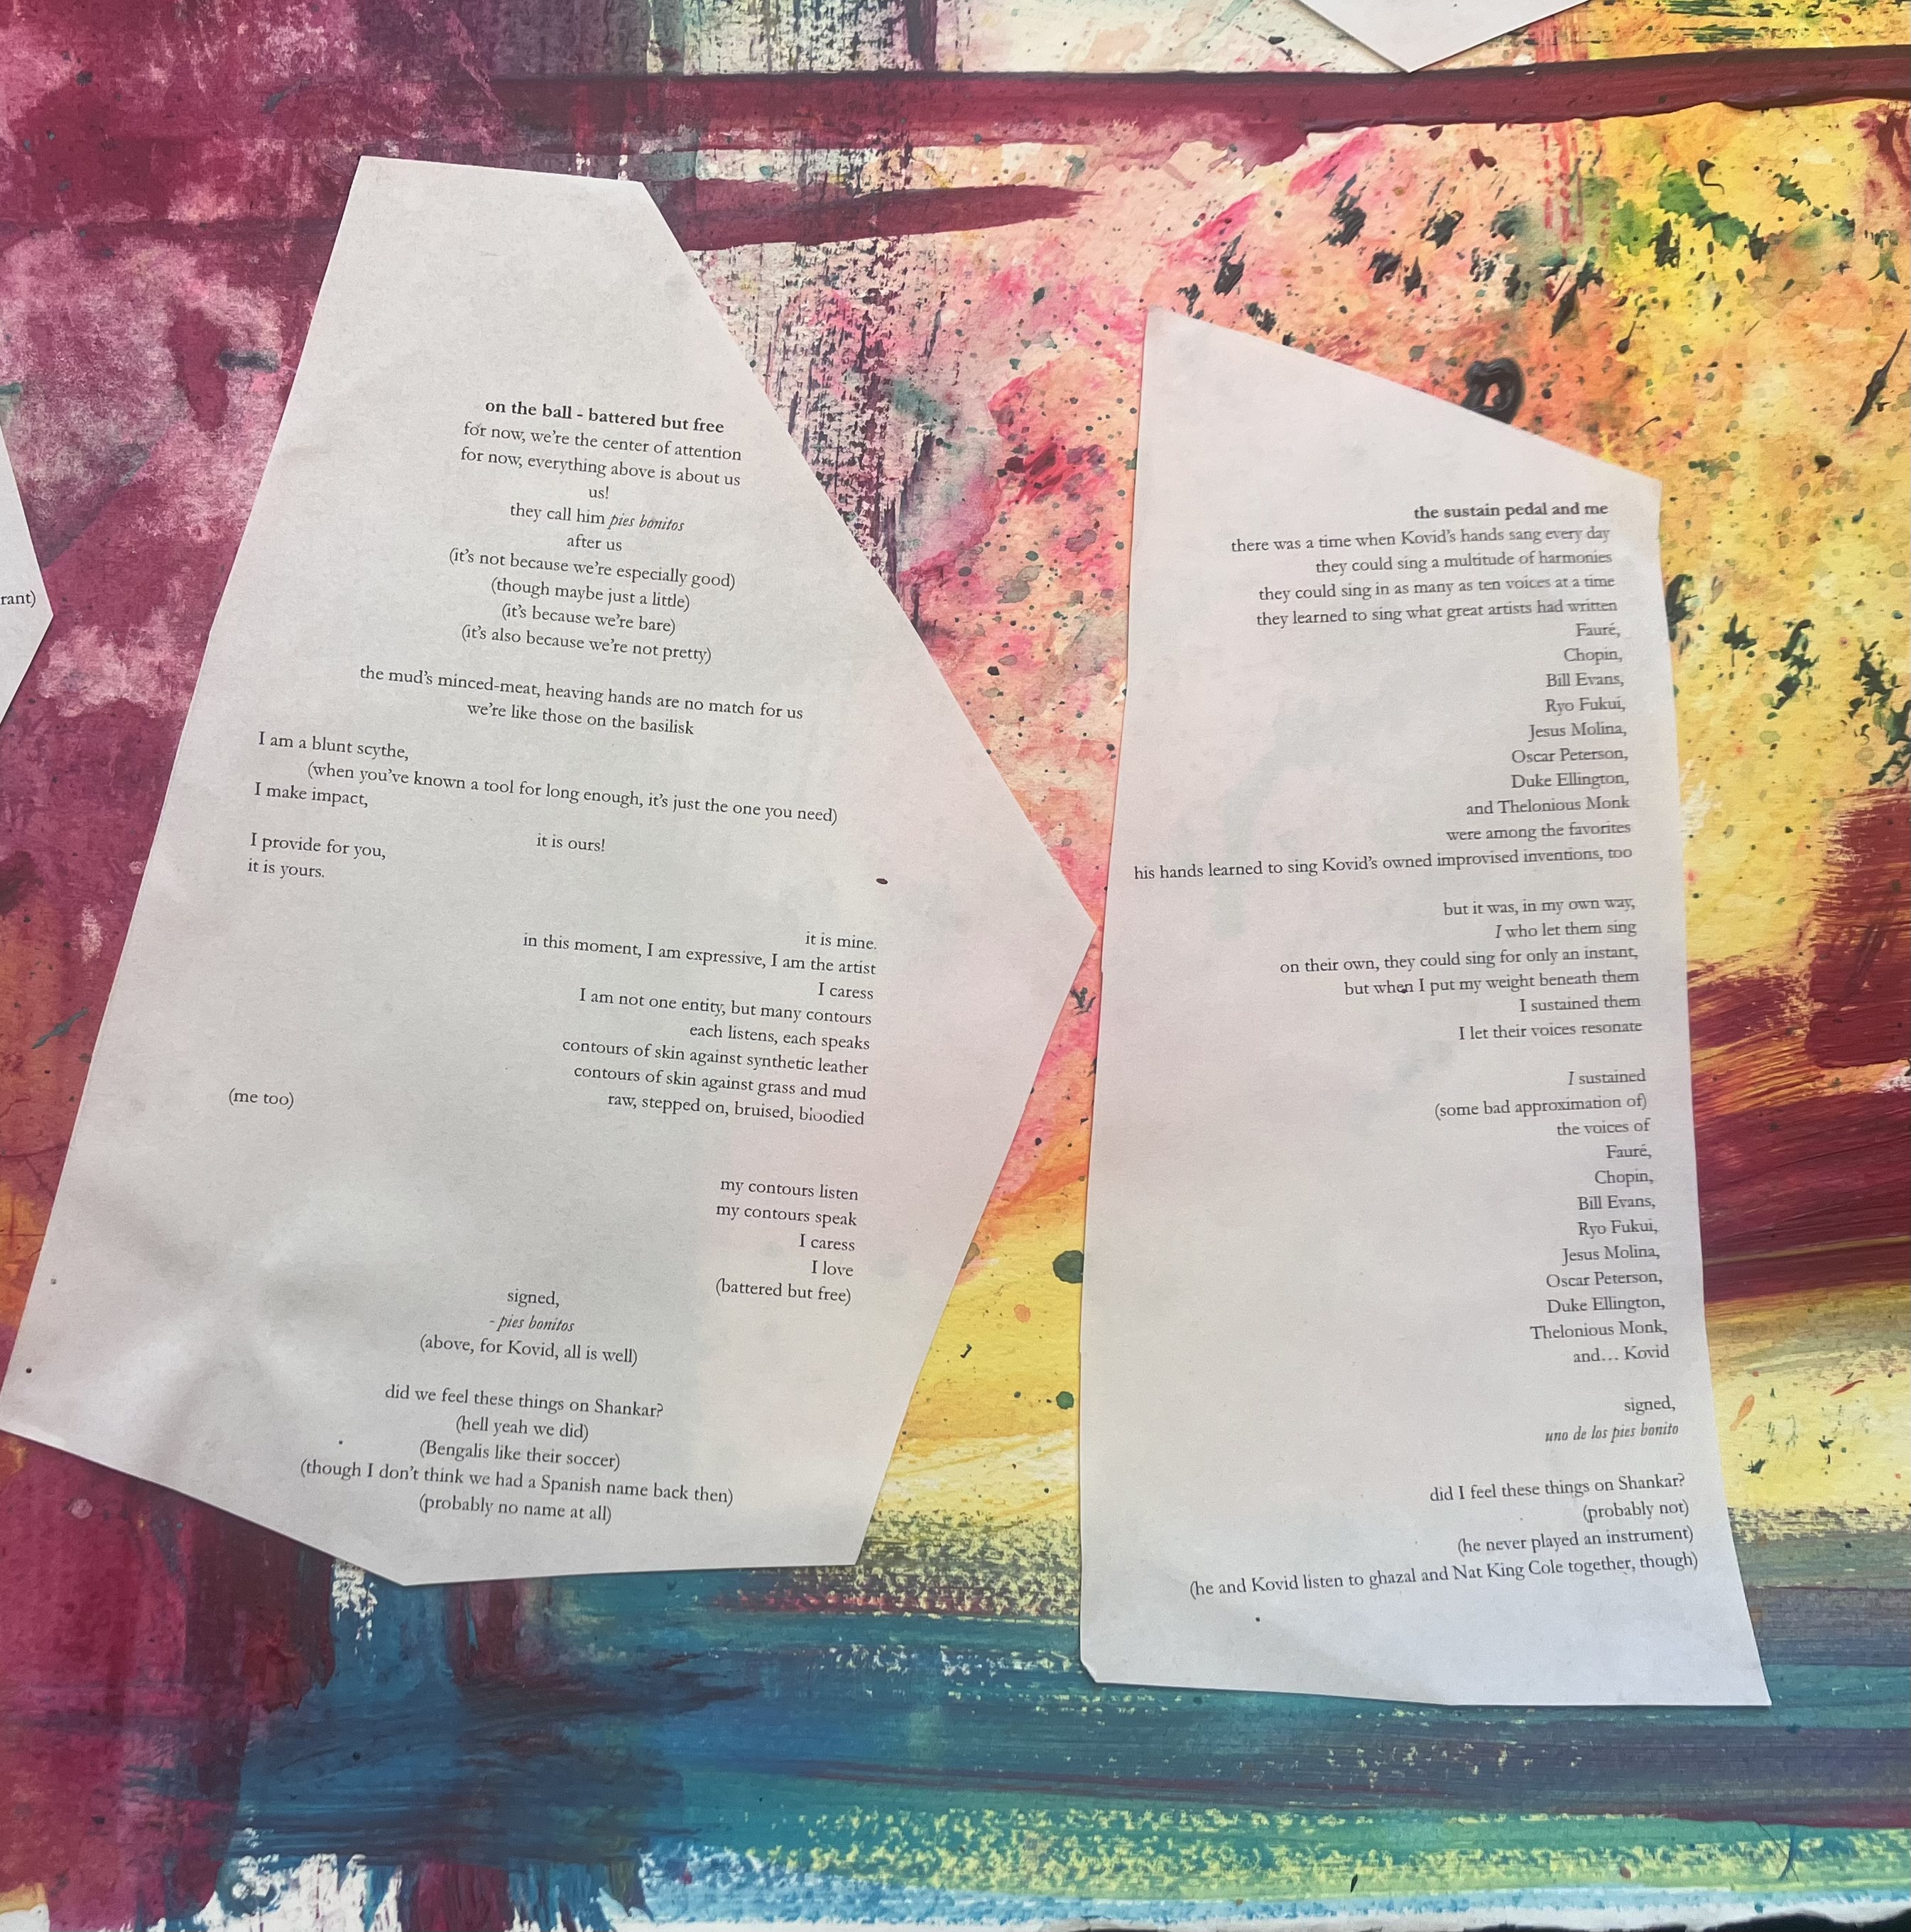 rant)
on the ball - battered but free
for now, we're the center of attention
for now, everything above is about us
us!
they call him pies bonitos
after us
(it's not because we're especially good)
(though maybe just a little)
(it's because we're bare)
(it's also because we're not pretty)
the mud's minced-meat, heaving hands are no match for us
we're like those on the basilisk
I am a blunt scythe,
(when you've known a tool for long enough, it's just the one you need)
I make impact,
it is ours!
I provide for you,
it is yours.
it is mine.
in this moment, I am expressive, I am the artist
I caress
I am not one entity, but many contours
each listens, each speaks
contours of skin against synthetic leather
contours of skin against grass and mud
(me too)
raw, stepped on, bruised, bloodied
my contours listen
my contours speak
I caress
I love
(battered but free)
signed,
- pies bonitos
(above, for Kovid, all is well)
did we feel these things on Shankar?
(hell yeah we did)
(Bengalis like their soccer)
(though I don't think we had a Spanish name back then)
(probably no name at all)
the sustain pedal and me
there was a time when Kovid's hands sang every day
they could sing a multitude of harmonies
they could sing in as many as ten voices at a time
they learned to sing what great artists had written
Fauré,
Chopin,
Bill Evans,
Ryo Fukui,
Jesus Molina,
Oscar Peterson,
Duke Ellington,
and Thelonious Monk
were among the favorites
his hands learned to sing Kovid's owned improvised inventions, too
but it was, in my own way,
I who let them sing
on their own, they could sing for only an instant,
but when I put my weight beneath them
I sustained them
I let their voices resonate
I sustained
(some bad approximation of)
the voices of
Fauré,
Chopin,
Bill Evans,
Ryo Fukui,
Jesus Molina,
Oscar Peterson,
Duke Ellington,
Thelonious Monk,
and... Kovid
signed,
uno de los pies bonito
did I feel these things on Shankar?
(probably not)
(he never played an instrument)
(he and Kovid listen to ghazal and Nat King Cole together, though)